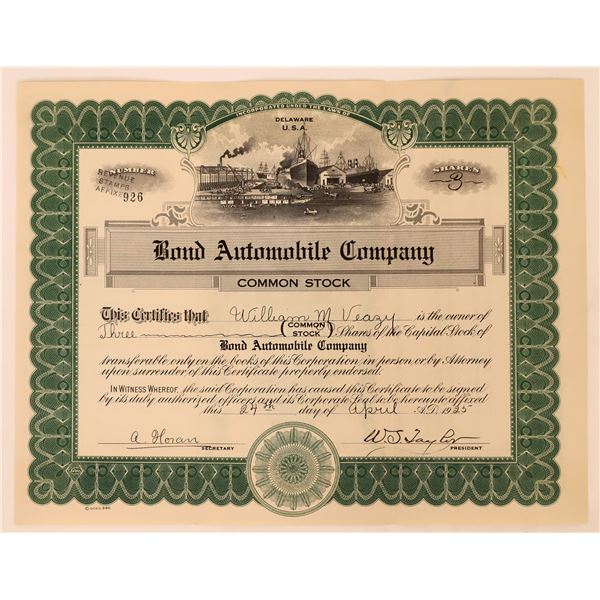 INCORPORATED UNDER THE LAWS OF
DELAWARE
U.S.A.
NUMBER
REVENUE
STAMPS
AFFIXED
926
SHARES
3
Bond Automobile Company
COMMON STOCK
This Certifies that William M Veazy is the owner of
Three (COMMON STOCK) Shares of the Capital Stock of
Bond Automobile Company
transferable only on the books of this Corporation in person or by Attorney
upon surrender of this Certificate properly endorsed.
IN WITNESS WHEREOF, the said Corporation has caused this Certificate to be signed
by its duly authorized officers and its Corporate Seal to be hereunto affixed
this 24th day of April A.D. 1925
A. Horan
W S Taylor
SECRETARY
PRESIDENT